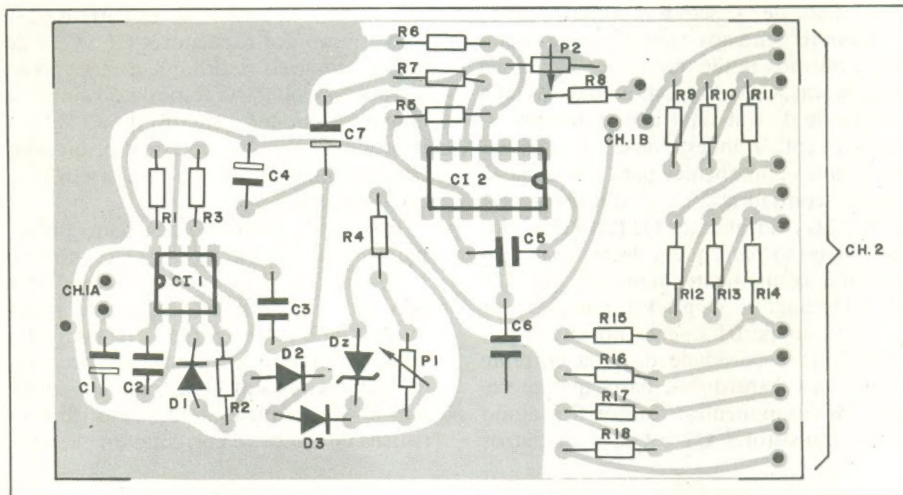 R6
R7
R5
P2
R8
R9
R10
R11
CH.1B
C7
C4
CI 2
R1
R3
R4
C5
CH.2
CI 1
CH.1A
C3
R12
R13
R14
C6
R15
Dz
D2
P1
C1
C2
D1
R2
D3
R16
R17
R18